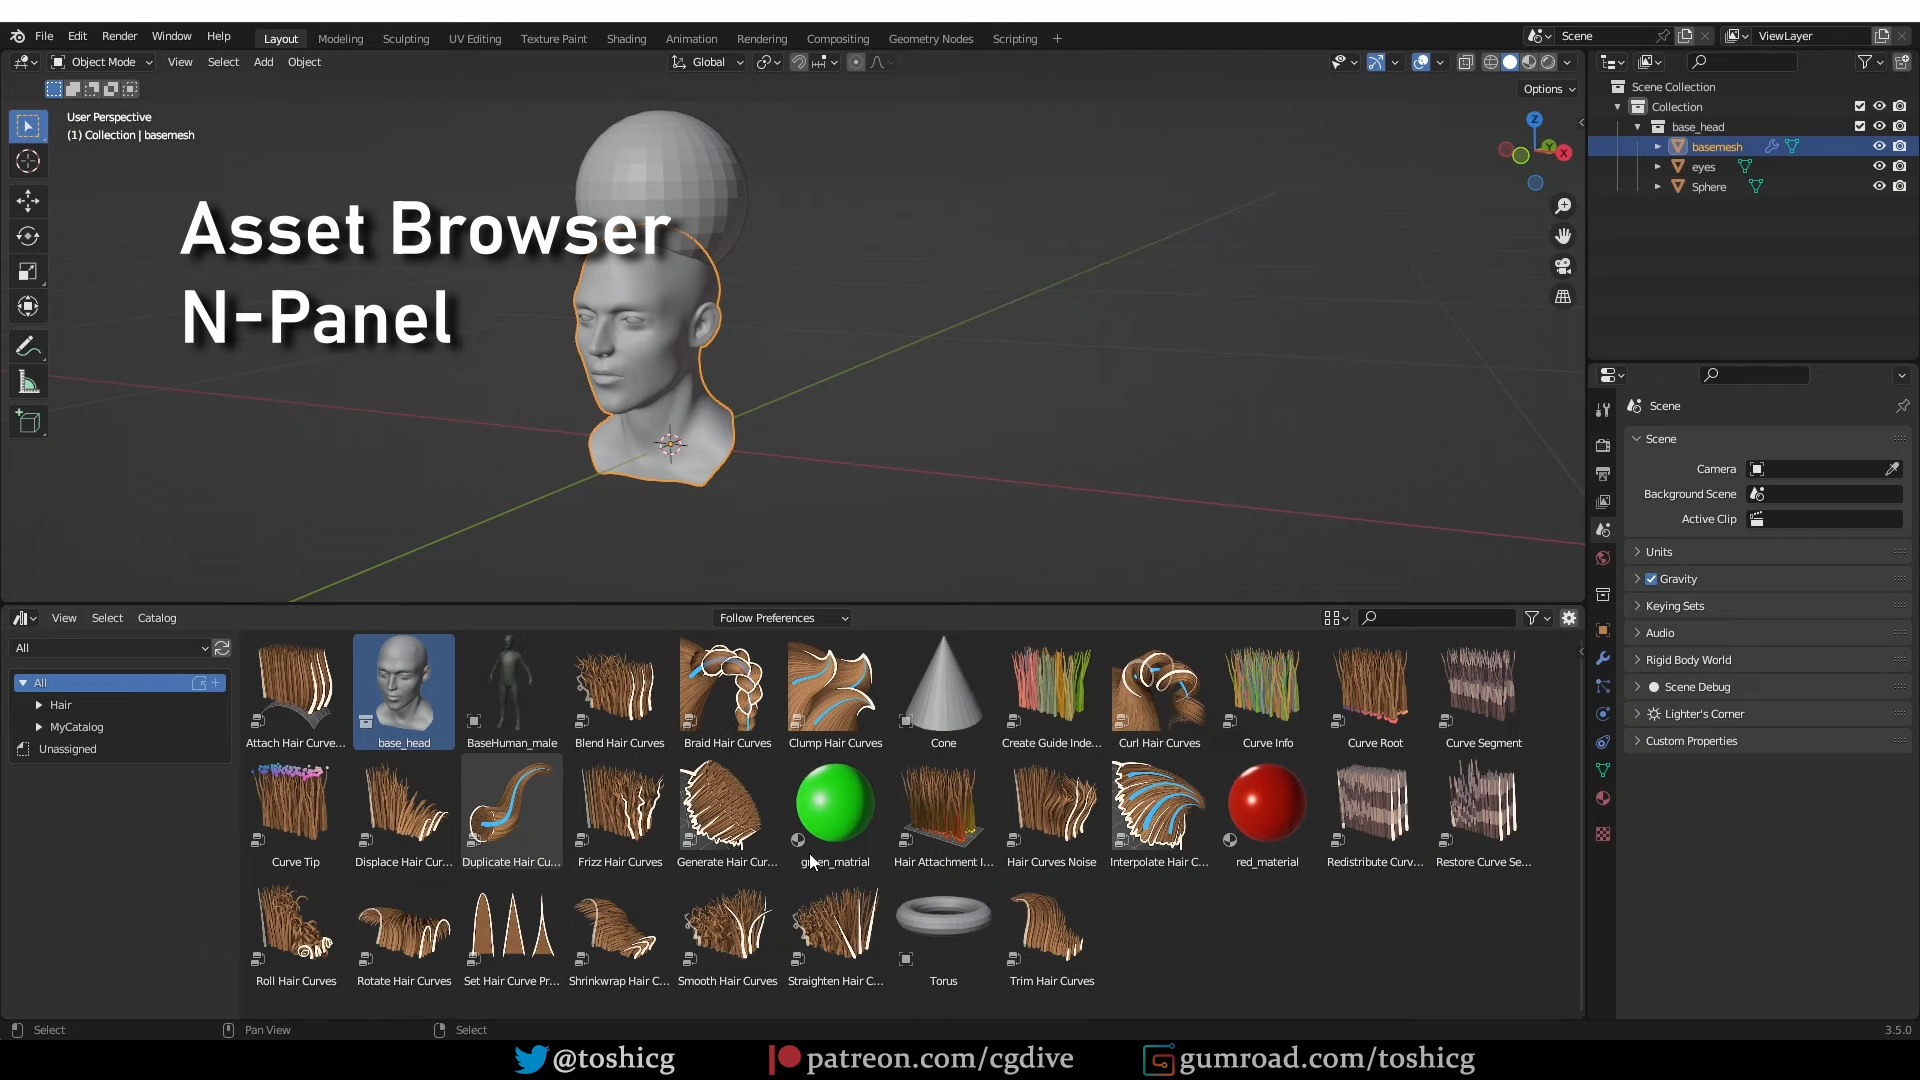 File Edit Render Window Help Layout Modeling Sculpting UV Editing Texture Paint Shading Animation Rendering Compositing Geometry Nodes Scripting + Scene ViewLayer
Object Mode View Select Add Object Global
Options
User Perspective
(1) Collection | basemesh
Asset Browser
N-Panel
Z
Y
X
Scene Collection
Collection
base_head
basemesh
eyes
Sphere
Scene
Scene
Camera
Background Scene
Active Clip
Units
Gravity
Keying Sets
Audio
Rigid Body World
Scene Debug
Lighter's Corner
Custom Properties
View Select Catalog Follow Preferences
All
All
Hair
MyCatalog
Unassigned
Attach Hair Curve... base_head BaseHuman_male Blend Hair Curves Braid Hair Curves Clump Hair Curves Cone Create Guide Inde... Curl Hair Curves Curve Info Curve Root Curve Segment
Curve Tip Displace Hair Cur... Duplicate Hair Cu... Frizz Hair Curves Generate Hair Cur... green_matrial Hair Attachment I... Hair Curves Noise Interpolate Hair C... red_material Redistribute Curv... Restore Curve Se...
Roll Hair Curves Rotate Hair Curves Set Hair Curve Pr... Shrinkwrap Hair C... Smooth Hair Curves Straighten Hair C... Torus Trim Hair Curves
Select Pan View Select 3.5.0
@toshicg patreon.com/cgdive gumroad.com/toshicg